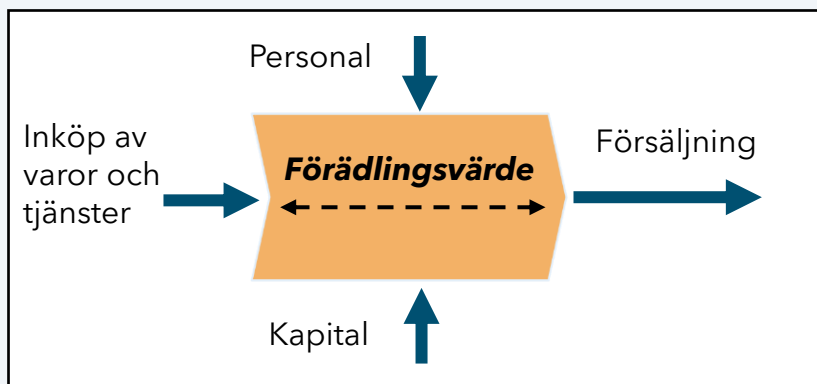 Personal
Inköp av
varor och
tjänster
Förädlingsvärde
Försäljning
Kapital